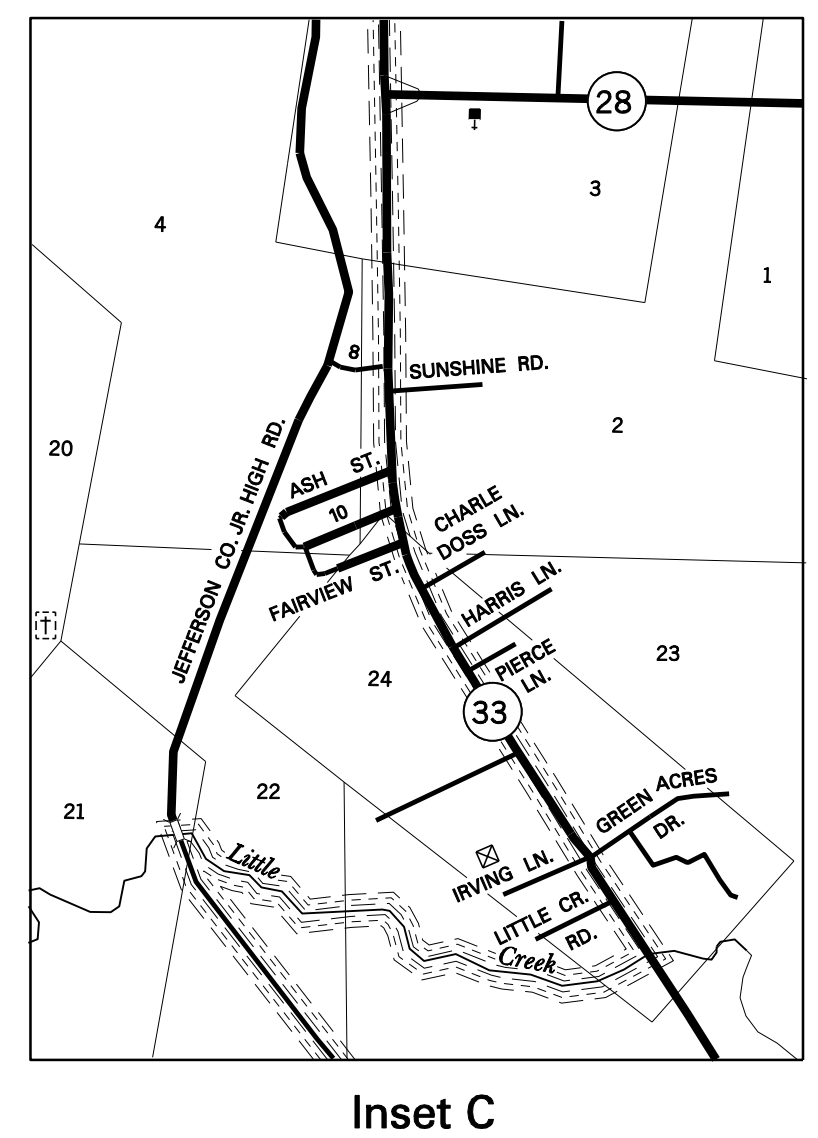 28
3
4
1
8
SUNSHINE RD.
2
20
JEFFERSON CO. JR. HIGH RD.
ASH ST.
10
CHARLE
DOSS LN.
FAIRVIEW ST.
HARRIS LN.
PIERCE
LN.
23
24
33
22
21
GREEN ACRES
DR.
Little
IRVING LN.
LITTLE CR.
RD.
Creek
Inset C